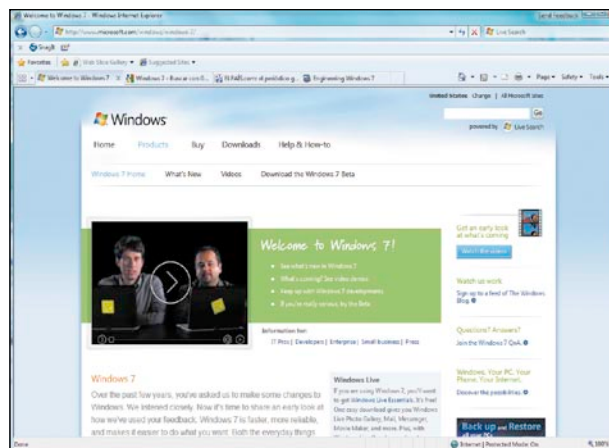 Welcome to Windows 7 - Windows Internet Explorer
Send Feedback
http://www.microsoft.com/windows/windows-7/
Live Search
SnagIt
Favorites
Web Slice Gallery
Suggested Sites
Welcome to Windows 7
Engineering Windows 7
Page
Safety
Tools
United States Change | All Microsoft Sites
Go
powered by Live Search
Windows
Home Products Buy Downloads Help & How-to
Windows 7 Home What's New Videos Download the Windows 7 Beta
Get an early look
at what's coming
Watch the video
Welcome to Windows 7!
See what's new in Windows 7
What's coming? See video demos
Keep up with Windows 7 developments
If you're really serious, try the Beta
Watch us work
Sign up to a feed of The Windows
Blog
Information for:
IT Pros | Developers | Enterprise | Small business | Press
Questions? Answers?
Join the Windows 7 Q&A.
Windows. Your PC. Your
Phone. Your Internet.
Discover the possibilities.
Windows 7
Over the past few years, you've asked us to make some changes to
Windows. We listened closely. Now it's time to share an early look at
how we've used your feedback. Windows 7 is faster, more reliable,
and makes it easier to do what you want. Both the everyday things
Windows Live
If you are using Windows 7, you'll want
to get Windows Live Essentials. It's free!
One easy download gives you Windows
Live Photo Gallery, Mail, Messenger,
Movie Maker, and more. Plus, with
Back up and Restore
Done
Internet | Protected Mode: On
100%